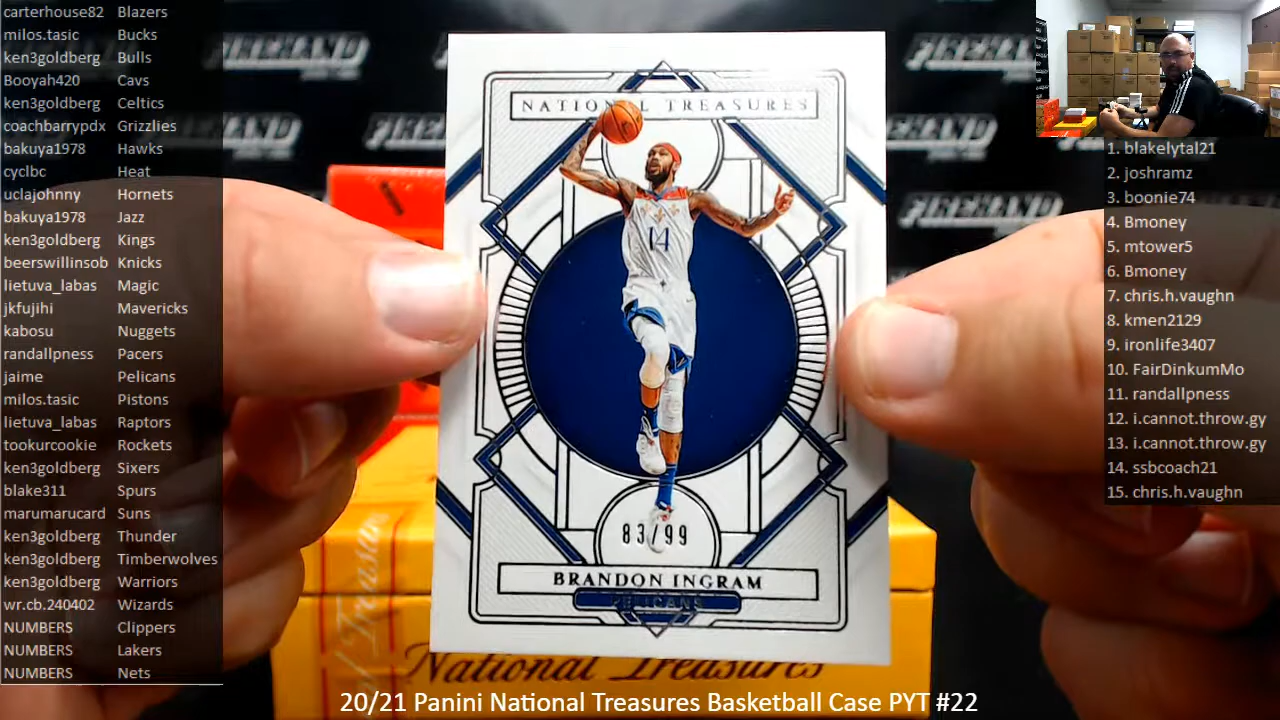 carterhouse82 Blazers
milos.tasic Bucks
ken3goldberg Bulls
Booyah420 Cavs
ken3goldberg Celtics
coachbarrypdx Grizzlies
bakuya1978 Hawks
cyclbc Heat
uclajohnny Hornets
bakuya1978 Jazz
ken3goldberg Kings
beerswillinsob Knicks
lietuva_labas Magic
jkfujihi Mavericks
kabosu Nuggets
randallpness Pacers
jaime Pelicans
milos.tasic Pistons
lietuva_labas Raptors
tookurcookie Rockets
ken3goldberg Sixers
blake311 Spurs
marumarucard Suns
ken3goldberg Thunder
ken3goldberg Timberwolves
ken3goldberg Warriors
wr.cb.240402 Wizards
NUMBERS Clippers
NUMBERS Lakers
NUMBERS Nets
FIREHAND
FIREHAND
FIREHAND
NATIONAL TREASURES
14
83/99
BRANDON INGRAM
PELICANS
National Treasures
1. blakelytal21
2. joshramz
3. boonie74
4. Bmoney
5. mtower5
6. Bmoney
7. chris.h.vaughn
8. kmen2129
9. ironlife3407
10. FairDinkumMo
11. randallpness
12. i.cannot.throw.gy
13. i.cannot.throw.gy
14. ssbcoach21
15. chris.h.vaughn
20/21 Panini National Treasures Basketball Case PYT #22